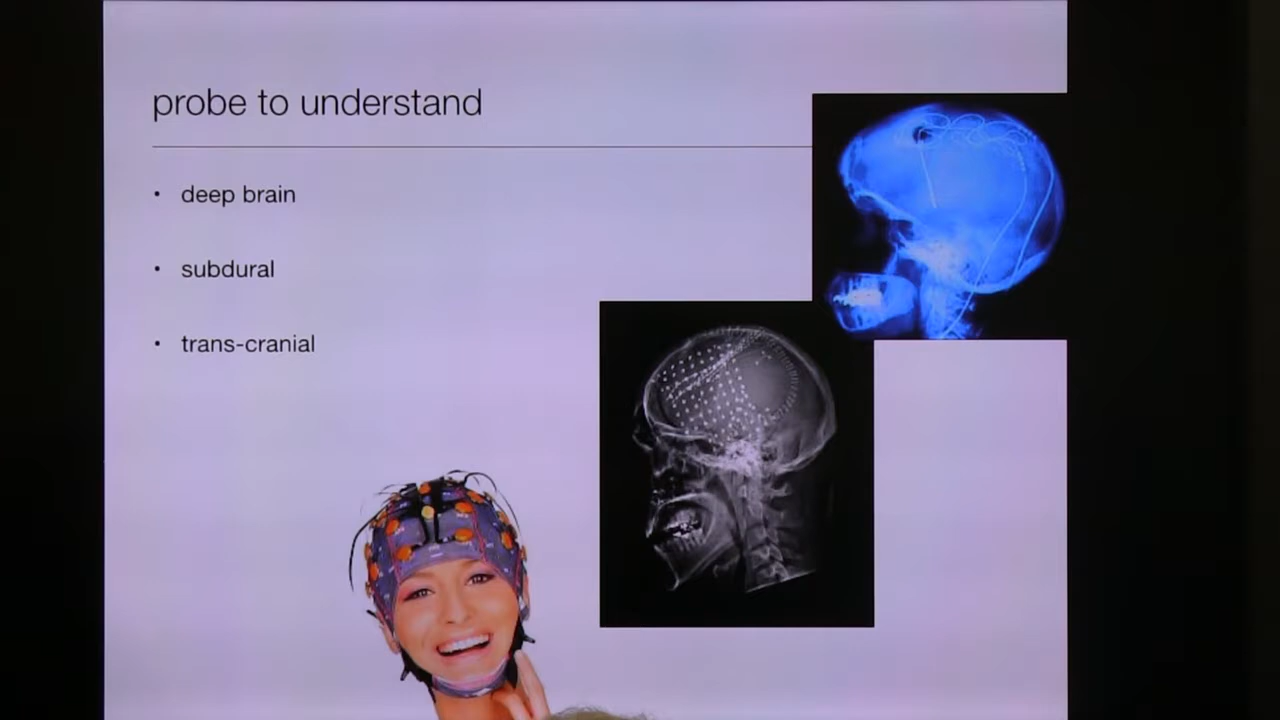 probe to understand
• deep brain
• subdural
• trans-cranial